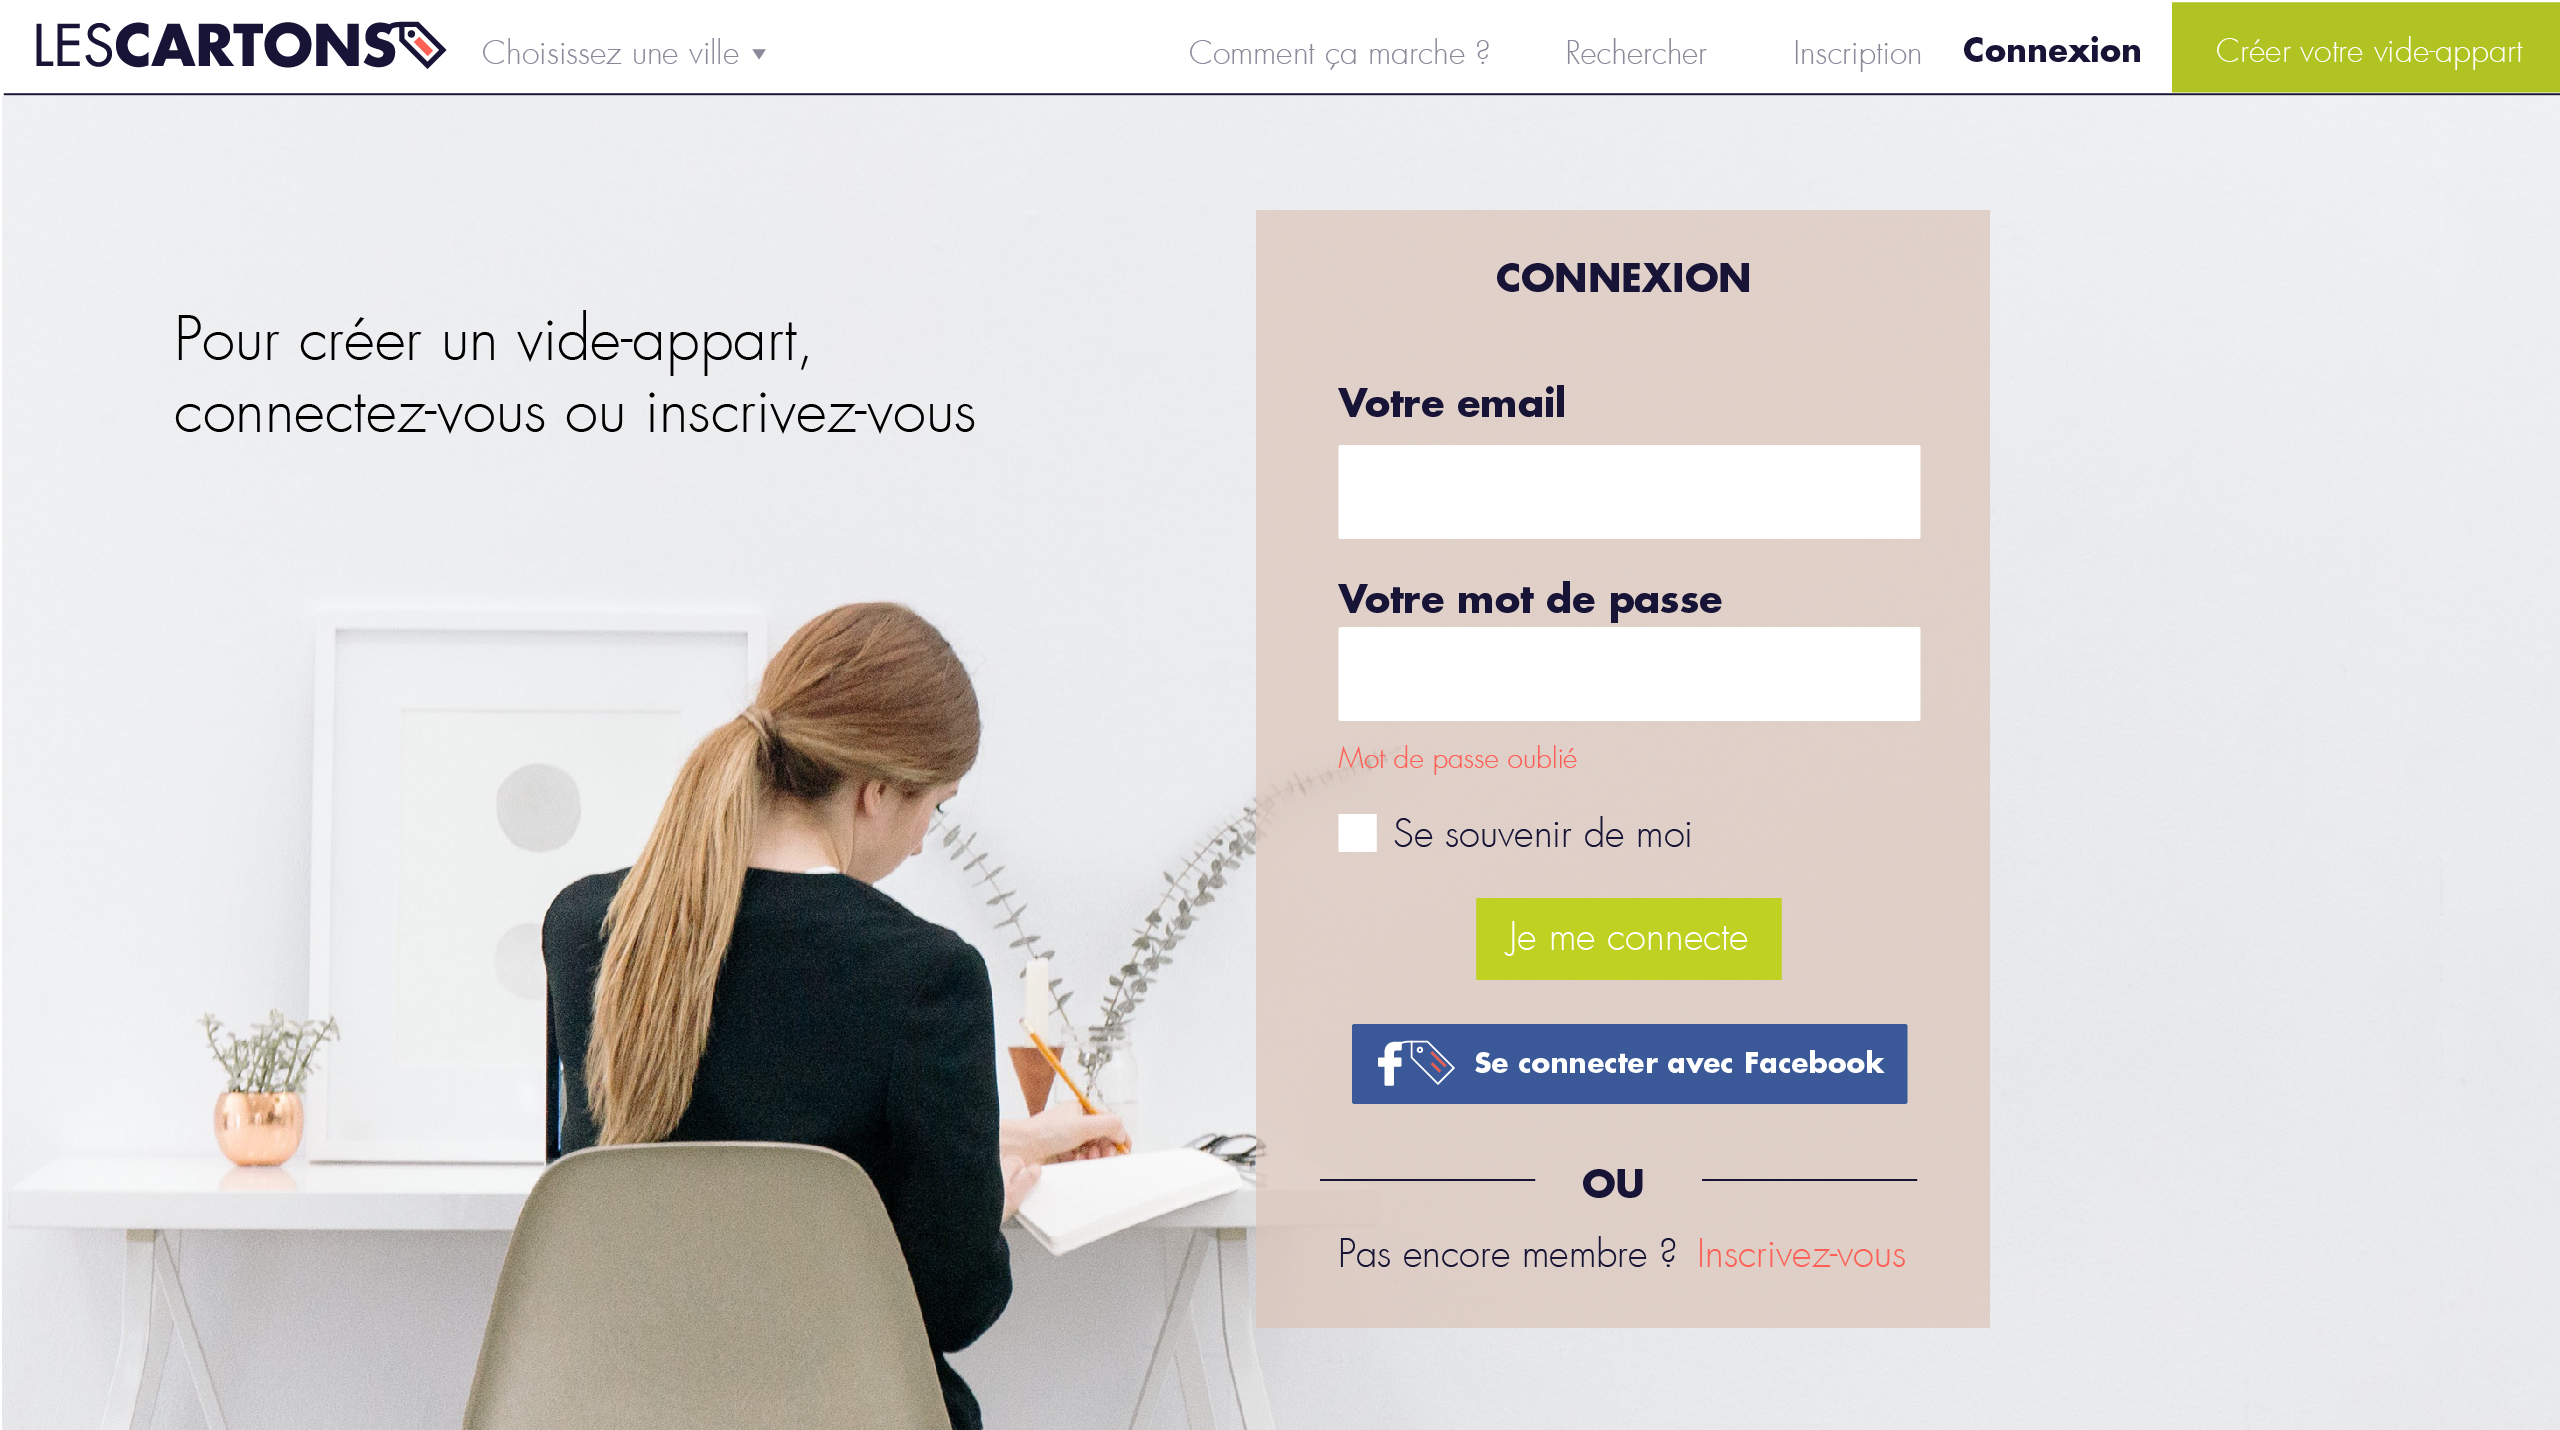 LESCARTONS
Choisissez une ville
Comment ça marche ?
Rechercher
Inscription
Connexion
Créer votre vide-appart
Pour créer un vide-appart,
connectez-vous ou inscrivez-vous
CONNEXION
Votre email
Votre mot de passe
Mot de passe oublié
Se souvenir de moi
Je me connecte
f Se connecter avec Facebook
OU
Pas encore membre ? Inscrivez-vous